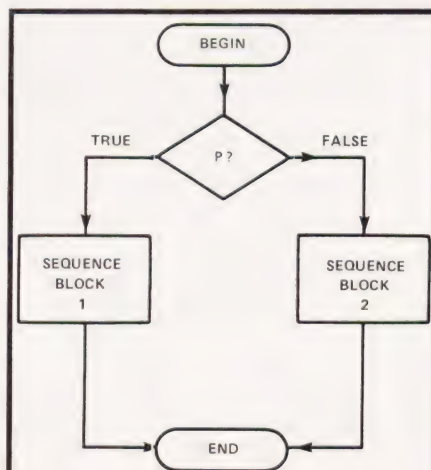 BEGIN
TRUE
P?
FALSE
SEQUENCE
BLOCK
1
SEQUENCE
BLOCK
2
END